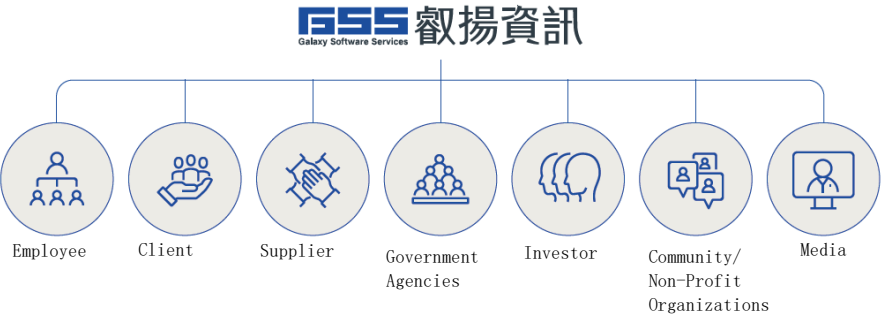 GSS 叡揚資訊
Galaxy Software Services
Employee
Client
Supplier
Government
Agencies
Investor
Community/
Non-Profit
Organizations
Media